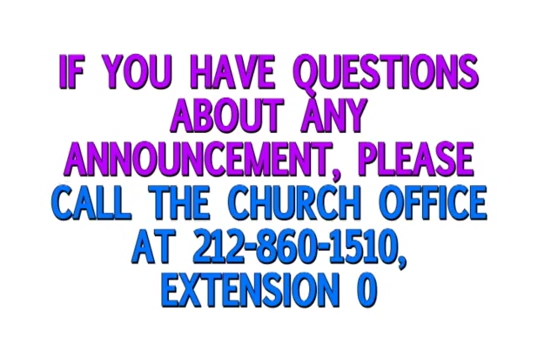 IF YOU HAVE QUESTIONS
ABOUT ANY
ANNOUNCEMENT, PLEASE
CALL THE CHURCH OFFICE
AT 212-860-1510,
EXTENSION 0